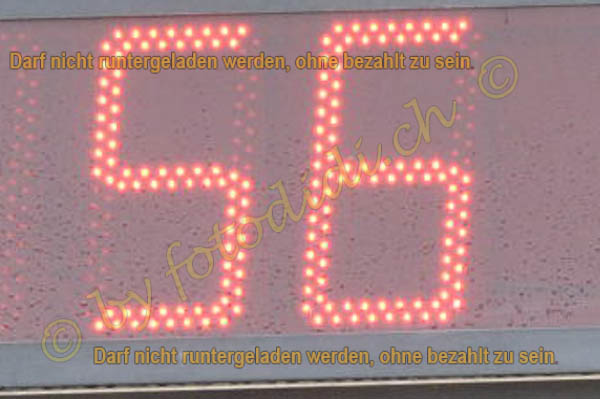 Darf nicht runtergeladen werden, ohne bezahlt zu sein.
56
© by fotodidi.ch ©
Darf nicht runtergeladen werden, ohne bezahlt zu sein.